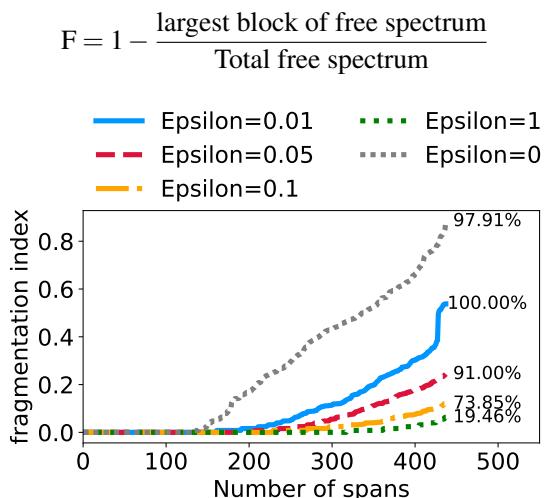 F = 1 − largest block of free spectrum / Total free spectrum
Epsilon=0.01
Epsilon=0.05
Epsilon=0.1
Epsilon=1
Epsilon=0
fragmentation index
0.8
0.6
0.4
0.2
0.0
97.91%
100.00%
91.00%
73.85%
19.46%
0 100 200 300 400 500
Number of spans